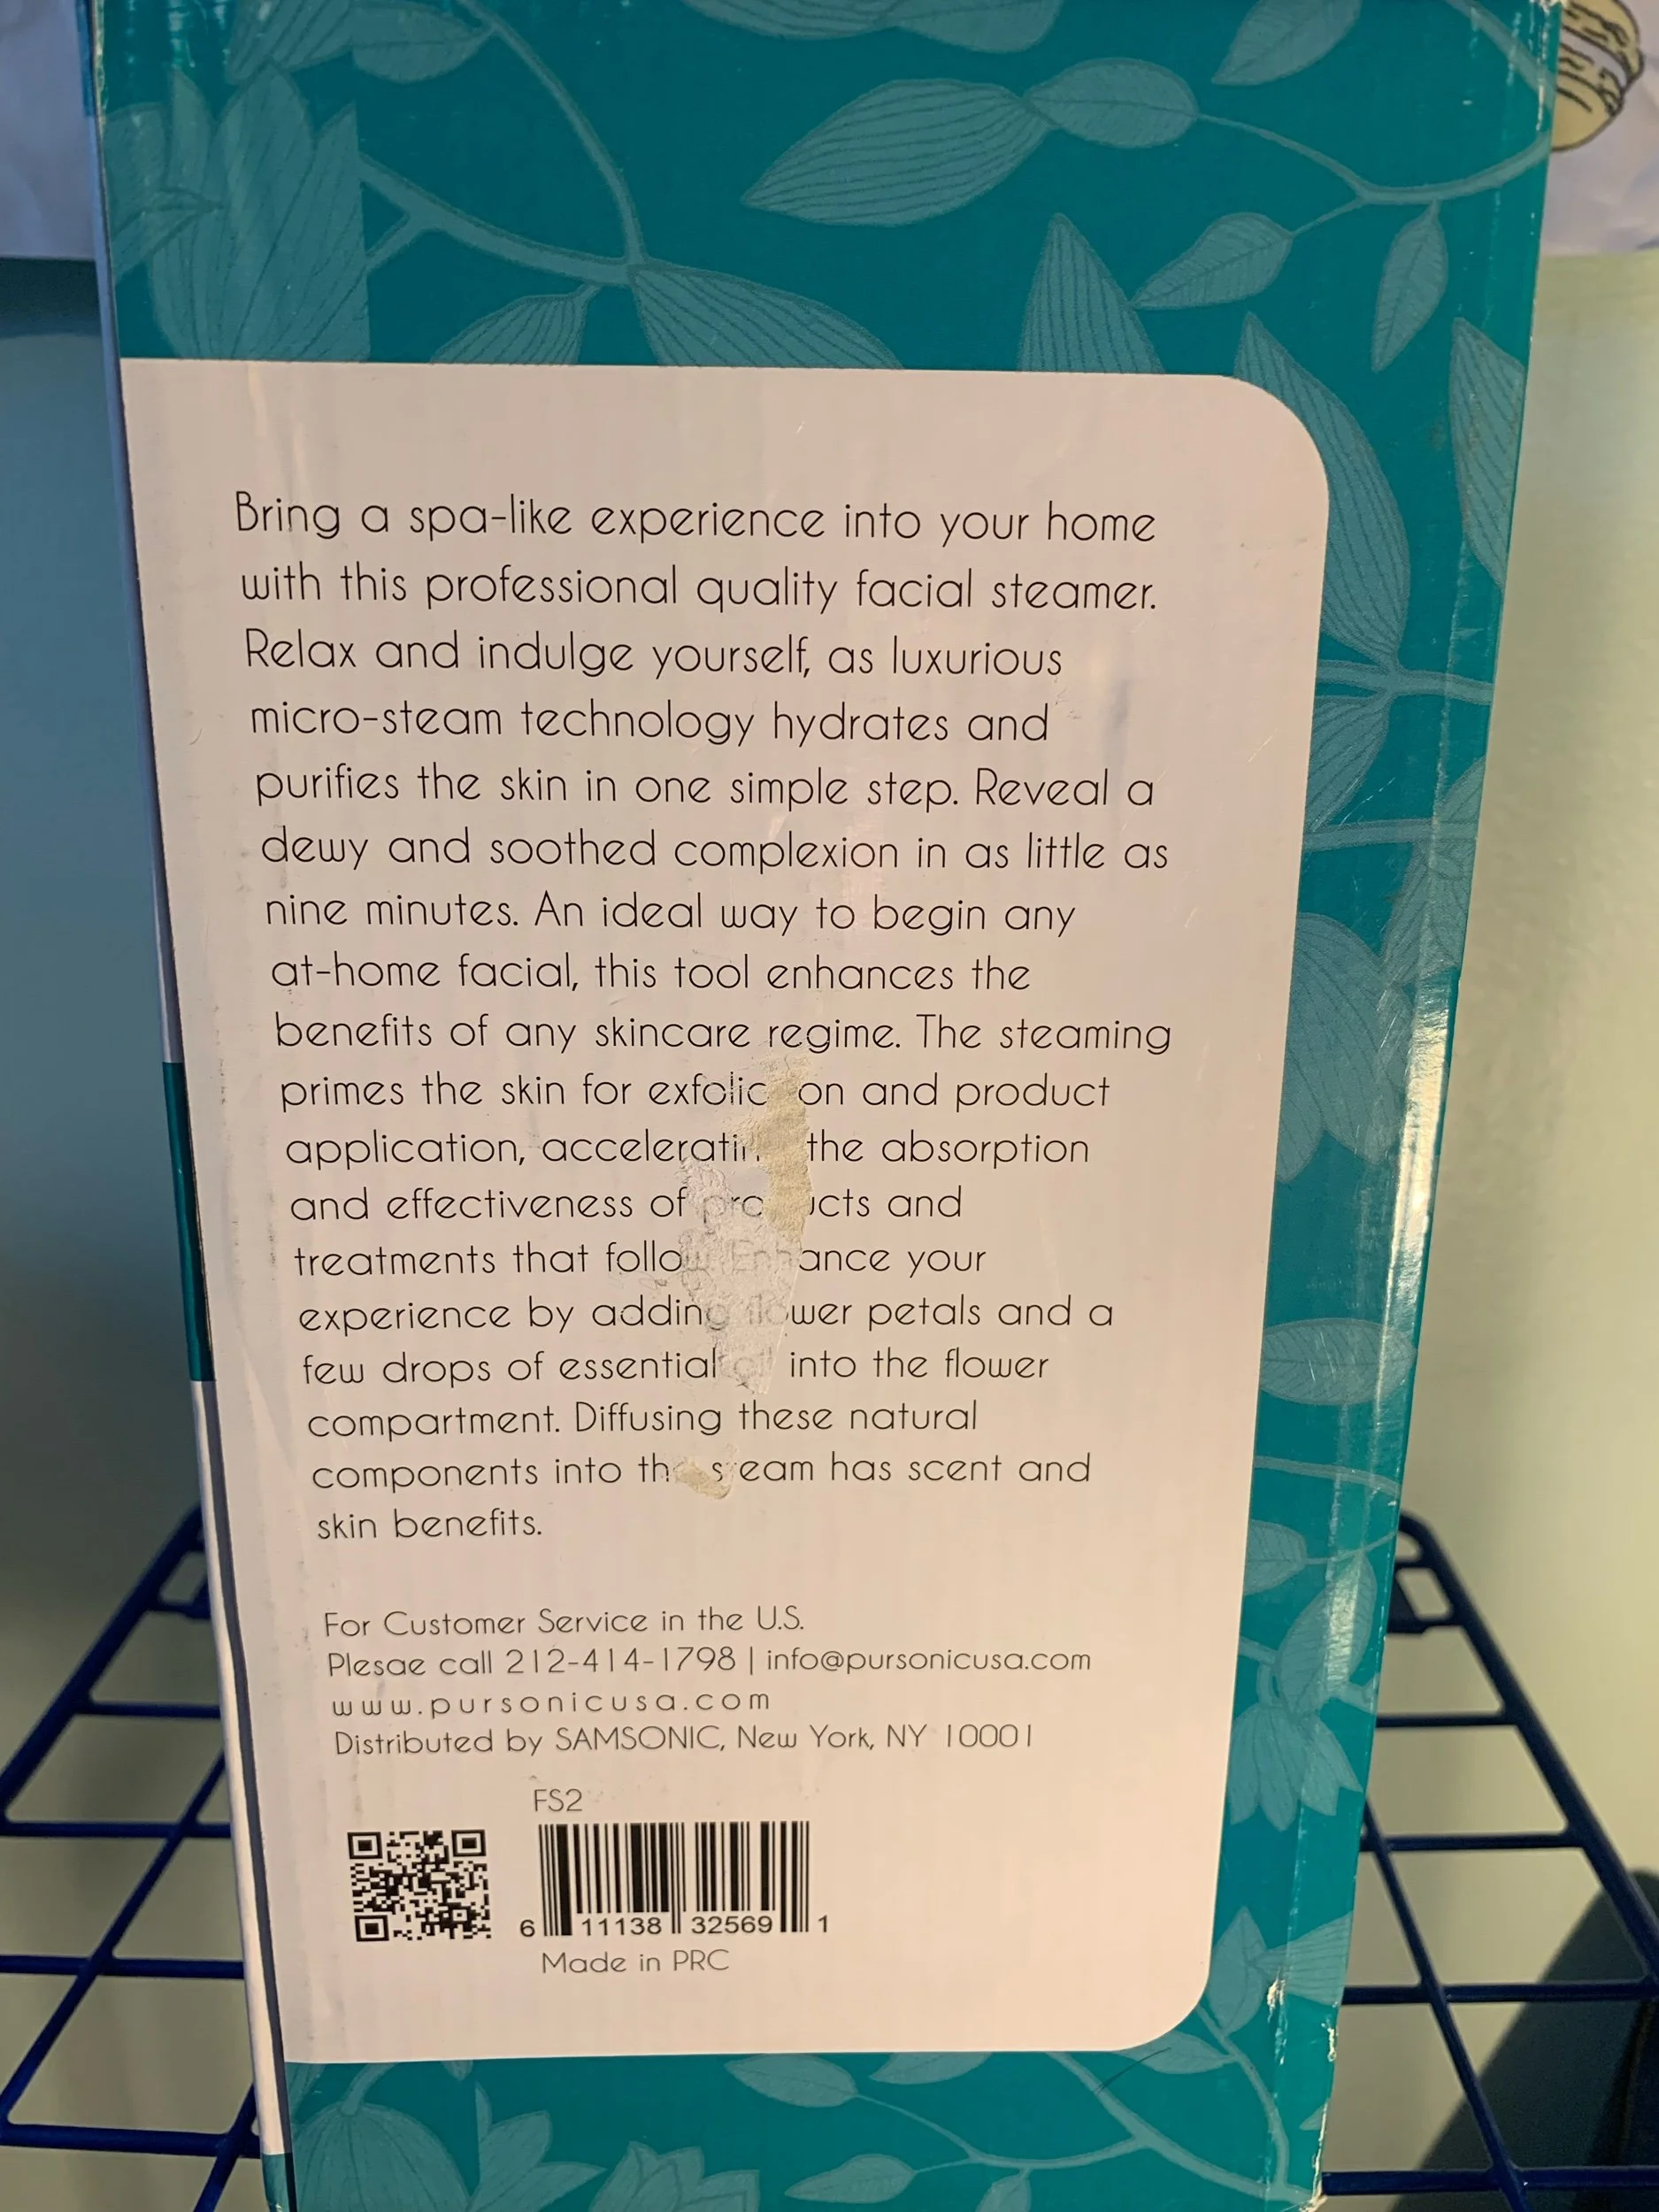 Bring a spa-like experience into your home
with this professional quality facial steamer.
Relax and indulge yourself, as luxurious
micro-steam technology hydrates and
purifies the skin in one simple step. Reveal a
dewy and soothed complexion in as little as
nine minutes. An ideal way to begin any
at-home facial, this tool enhances the
benefits of any skincare regime. The steaming
primes the skin for and product
application, the absorption
and effectiveness of and
treatments that follow. Enhance your
experience by adding flower petals and a
few drops of essential oil into the flower
compartment. Diffusing these natural
components into has scent and
skin benefits.
For Customer Service in the U.S.
Plesae call 212-414-1798 | info@pursonicusa.com
www.pursonicusa.com
Distributed by SAMSONIC, New York, NY 10001
FS2
6 11138 32569 1
Made in PRC